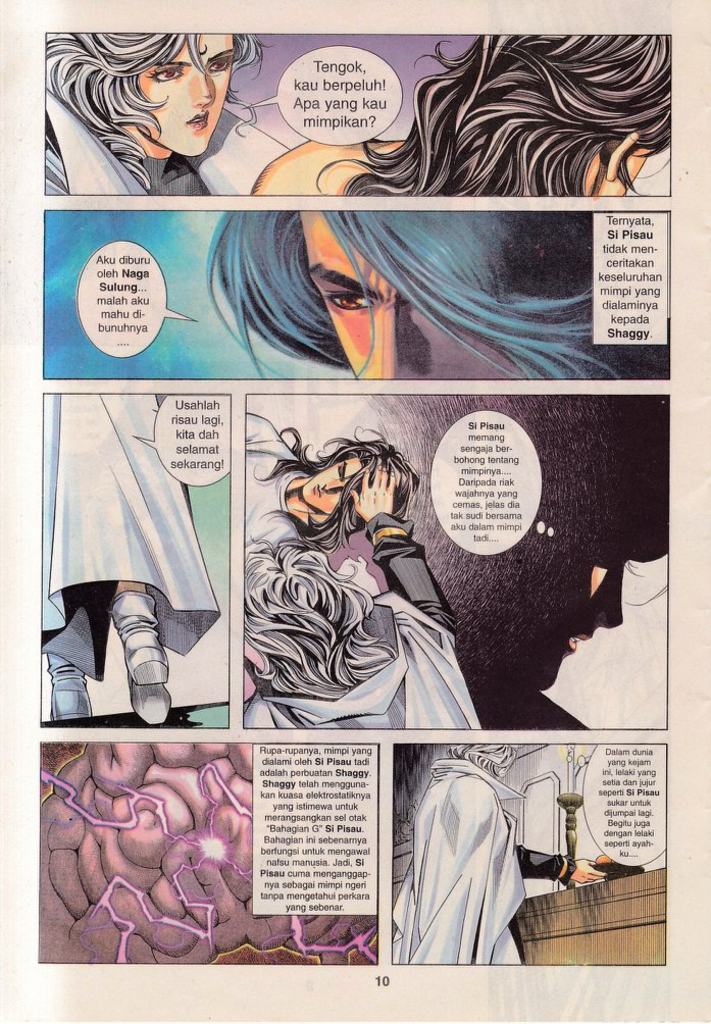 Tengok,
kau berpeluh!
Apa yang kau
mimpikan?
Aku diburu
oleh Naga
Sulung...
malah aku
mahu di-
bunuhnya
....
Ternyata,
Si Pisau
tidak men-
ceritakan
keseluruhan
mimpi yang
dialaminya
kepada
Shaggy.
Usahlah
risau lagi,
kita dah
selamat
sekarang!
Si Pisau
memang
sengaja ber-
bohong tentang
mimpinya....
Daripada riak
wajahnya yang
cemas, jelas dia
tak sudi bersama
aku dalam mimpi
tadi....
Rupa-rupanya, mimpi yang
dialami oleh Si Pisau tadi
adalah perbuatan Shaggy.
Shaggy telah mengguna-
kan kuasa elektrostatiknya
yang istimewa untuk
merangsangkan sel otak
"Bahagian G" Si Pisau.
Bahagian ini sebenarnya
berfungsi untuk mengawal
nafsu manusia. Jadi, Si
Pisau cuma menganggap-
nya sebagai mimpi ngeri
tanpa mengetahui perkara
yang sebenar.
Dalam dunia
yang kejam
ini, lelaki yang
setia dan jujur
seperti Si Pisau
sukar untuk
dijumpai lagi.
Begitu juga
dengan lelaki
seperti ayah-
ku....
10